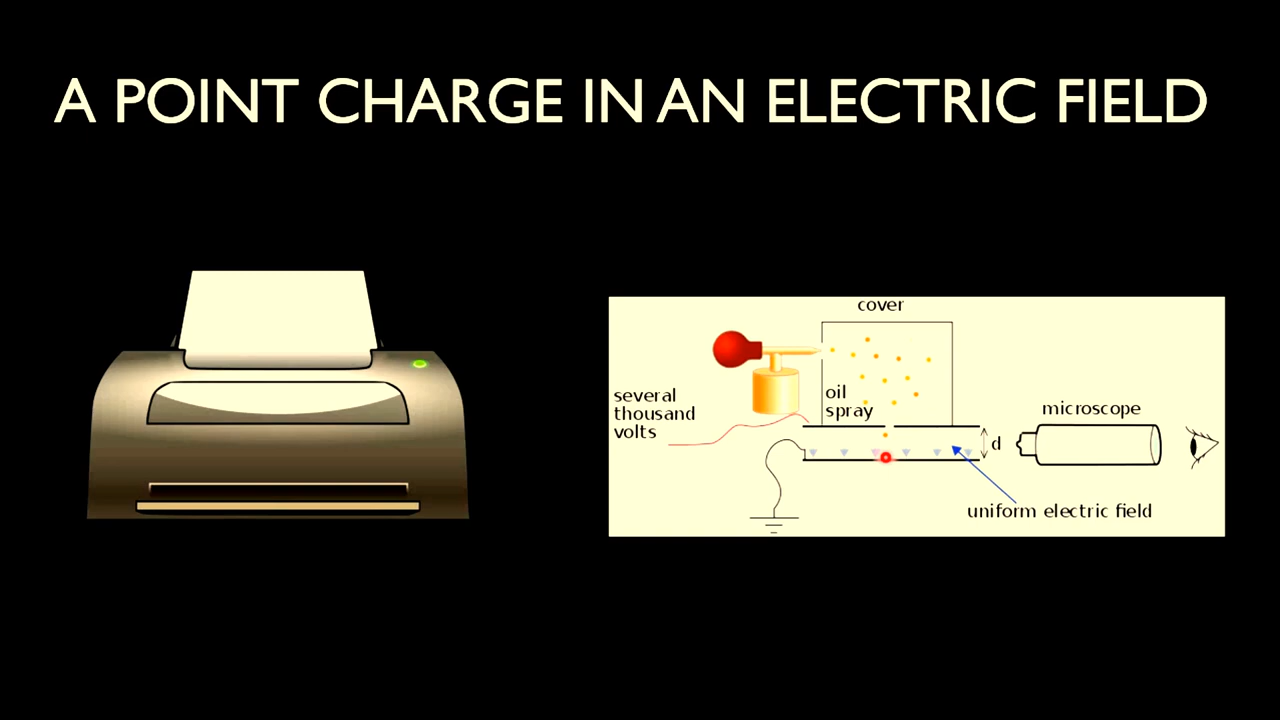 A POINT CHARGE IN AN ELECTRIC FIELD
cover
several
thousand
volts
oil
spray
microscope
d
uniform electric field